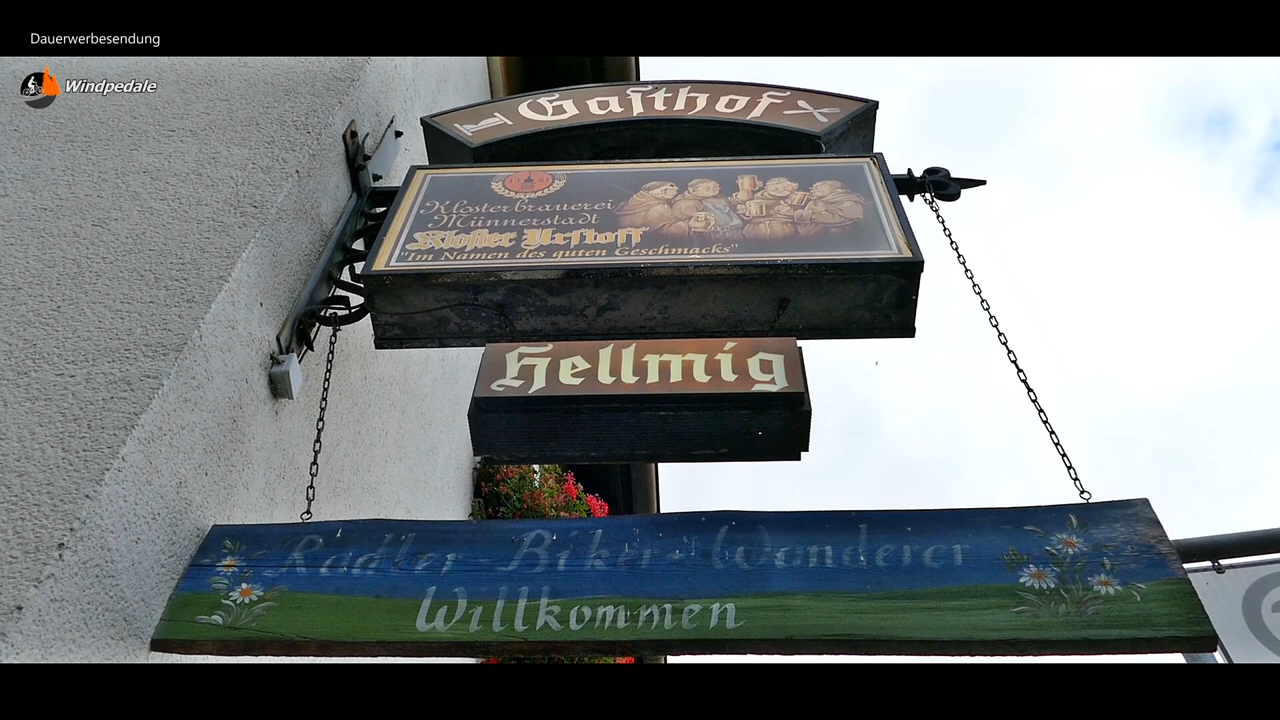 Dauerwerbesendung
Windpedale
Gasthof
Klosterbrauerei
Münnerstadt
Kloster Urstoff
"Im Namen des guten Geschmacks"
Hellmig
Radler - Biker - Wanderer
Willkommen